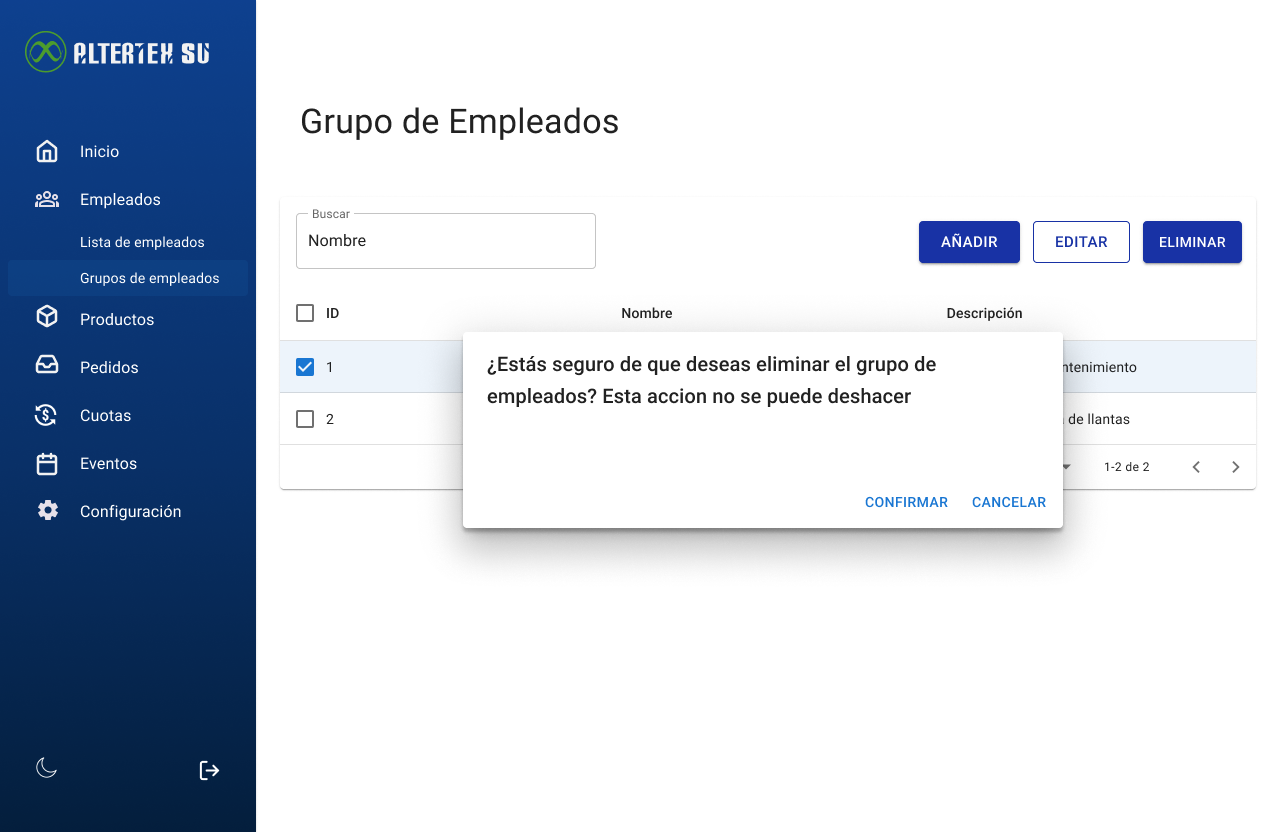 ALTERTEX SU
Inicio
Empleados
Lista de empleados
Grupos de empleados
Productos
Pedidos
Cuotas
Eventos
Configuración
Grupo de Empleados
Buscar
Nombre
AÑADIR
EDITAR
ELIMINAR
ID
Nombre
Descripción
1
ntenimiento
2
de llantas
1-2 de 2
¿Estás seguro de que deseas eliminar el grupo de
empleados? Esta accion no se puede deshacer
CONFIRMAR
CANCELAR